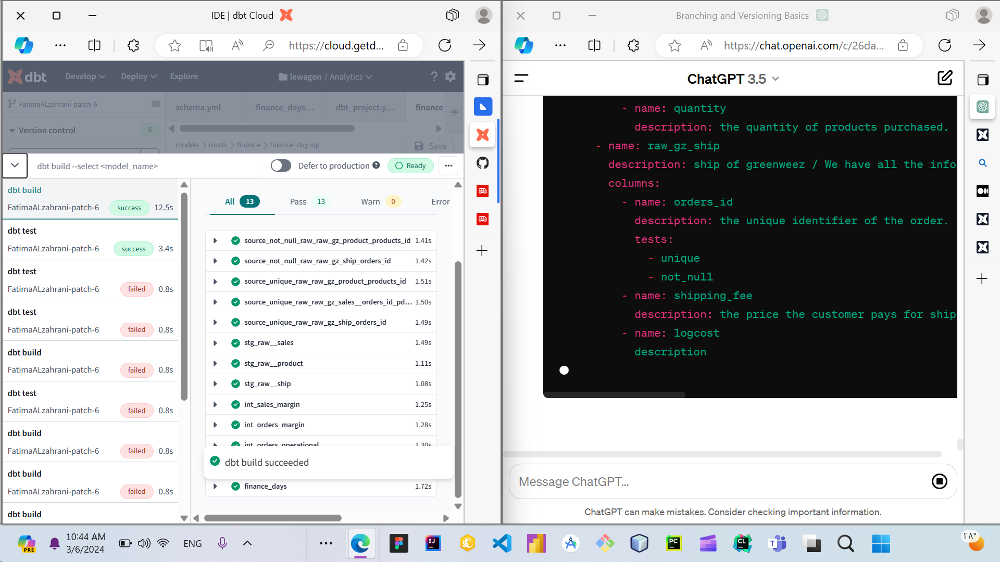 IDE | dbt Cloud
https://cloud.getd...
dbt
Develop
Deploy
Explore
lewagon / Analytics
?
FatimaALzahrani-patch-6
schema.yml
finance_days...
dbt_project.y...
finance_
Version control
6
models > marts > finance > finance_day.sql
Save
dbt build --select <model_name>
Defer to production
Ready
dbt build
FatimaALzahrani-patch-6
success
12.5s
dbt test
FatimaALzahrani-patch-6
success
3.4s
dbt test
FatimaALzahrani-patch-6
failed
0.8s
dbt test
FatimaALzahrani-patch-6
failed
0.8s
dbt build
FatimaALzahrani-patch-6
failed
0.8s
dbt test
FatimaALzahrani-patch-6
failed
0.8s
dbt build
FatimaALzahrani-patch-6
failed
0.8s
dbt build
FatimaALzahrani-patch-6
failed
0.8s
dbt build
All 13
Pass 13
Warn 0
Error
source_not_null_raw_raw_gz_product_products_id 1.41s
source_not_null_raw_raw_gz_ship_orders_id 1.42s
source_unique_raw_raw_gz_product_products_id 1.51s
source_unique_raw_raw_gz_sales__orders_id_pd... 1.50s
source_unique_raw_raw_gz_ship_orders_id 1.49s
stg_raw__sales 1.49s
stg_raw__product 1.11s
stg_raw__ship 1.08s
int_sales_margin 1.25s
int_orders_margin 1.28s
int_orders_operational 1.30s
dbt build succeeded
finance_days 1.72s
Branching and Versioning Basics
https://chat.openai.com/c/26da...
ChatGPT 3.5
- name: quantity
description: the quantity of products purchased.
- name: raw_gz_ship
description: ship of greenweez / We have all the info
columns:
- name: orders_id
description: the unique identifier of the order.
tests:
- unique
- not_null
- name: shipping_fee
description: the price the customer pays for ship
- name: logcost
description
Message ChatGPT...
ChatGPT can make mistakes. Consider checking important information.
PRE
10:44 AM
3/6/2024
ENG
IJ
PC
CL
T
٢٨°